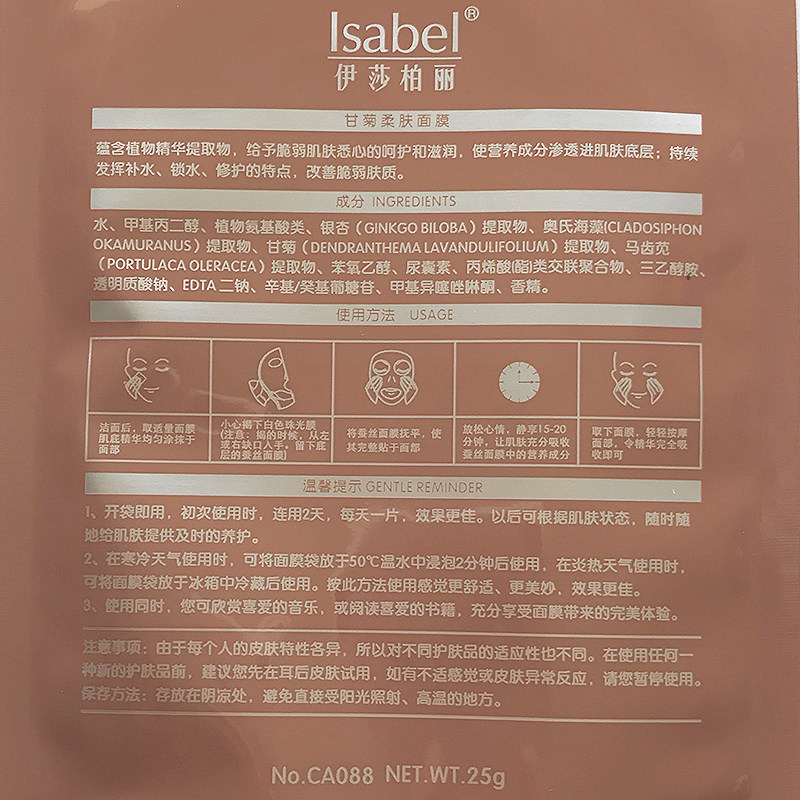 Isabel®
伊莎柏丽
甘菊柔肤面膜
蕴含植物精华提取物，给予脆弱肌肤悉心的呵护和滋润，使营养成分渗透进肌肤底层；持续
发挥补水、锁水、修护的特点，改善脆弱肤质。
成分 INGREDIENTS
水、甲基丙二醇、植物氨基酸类、银杏（GINKGO BILOBA）提取物、奥氏海藻(CLADOSIPHON
OKAMURANUS）提取物、甘菊（DENDRANTHEMA LAVANDULIFOLIUM）提取物、马齿苋
（PORTULACA OLERACEA）提取物、苯氧乙醇、尿囊素、丙烯酸(酯)类交联聚合物、三乙醇胺、
透明质酸钠、EDTA 二钠、辛基/癸基葡糖苷、甲基异噻唑啉酮、香精。
使用方法 USAGE
洁面后，取适量面膜
肌底精华均匀涂抹于
面部
小心揭下白色珠光膜
(注意：揭的时候，从左
或右缺口入手。留下底
层的蚕丝面膜)
将蚕丝面膜抚平，使
其完整贴于面部
放松心情，静享15-20
分钟，让肌肤充分吸收
蚕丝面膜中的营养成分
取下面膜，轻轻按摩
面部，令精华完全吸
收即可
温馨提示 GENTLE REMINDER
1、开袋即用，初次使用时，连用2天，每天一片，效果更佳。以后可根据肌肤状态，随时随
地给肌肤提供及时的养护。
2、在寒冷天气使用时，可将面膜袋放于50℃温水中浸泡2分钟后使用，在炎热天气使用时，
可将面膜袋放于冰箱中冷藏后使用。按此方法使用感觉更舒适、更美妙，效果更佳。
3、使用同时，您可欣赏喜爱的音乐，或阅读喜爱的书籍，充分享受面膜带来的完美体验。
注意事项：由于每个人的皮肤特性各异，所以对不同护肤品的适应性也不同。在使用任何一
种新的护肤品前，建议您先在耳后皮肤试用，如有不适感觉或皮肤异常反应，请您暂停使用。
保存方法：存放在阴凉处，避免直接受阳光照射、高温的地方。
No.CA088 NET.WT.25g